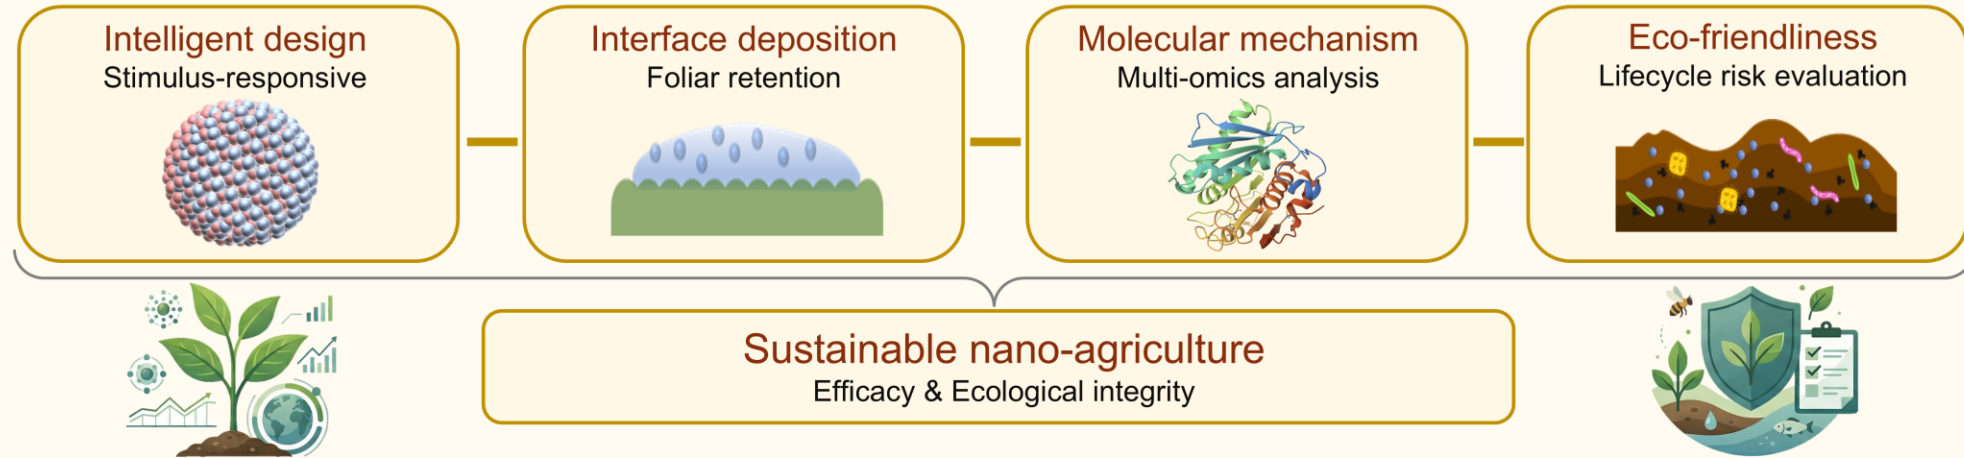 Intelligent design
Stimulus-responsive
Interface deposition
Foliar retention
Molecular mechanism
Multi-omics analysis
Eco-friendliness
Lifecycle risk evaluation
Sustainable nano-agriculture
Efficacy & Ecological integrity